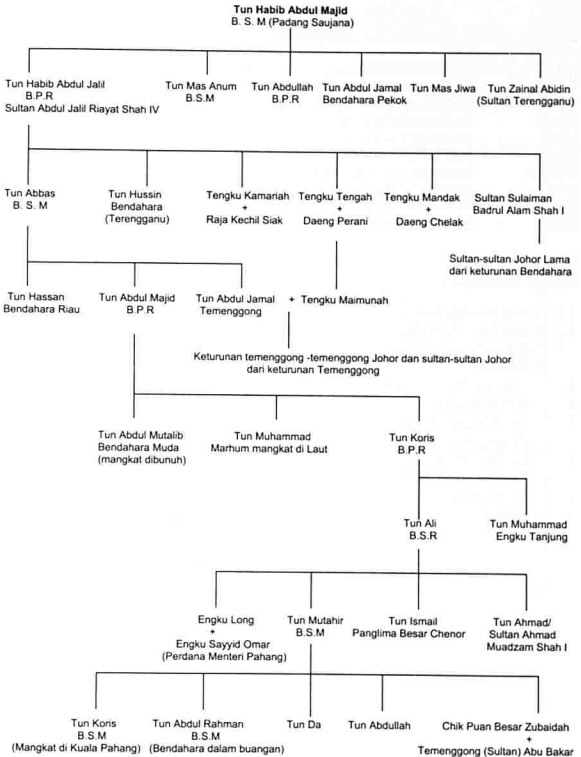 Tun Habib Abdul Majid
B. S. M (Padang Saujana)
Tun Habib Abdul Jalil
B.P.R
Sultan Abdul Jalil Riayat Shah IV
Tun Mas Anum
B.S.M
Tun Abdullah
B.P.R
Tun Abdul Jamal
Bendahara Pekok
Tun Mas Jiwa
Tun Zainal Abidin
(Sultan Terengganu)
Tun Abbas
B. S. M
Tun Hussin
Bendahara
(Terengganu)
Tengku Kamariah
+
Raja Kechil Siak
Tengku Tengah
+
Daeng Perani
Tengku Mandak
+
Daeng Chelak
Sultan Sulaiman
Badrul Alam Shah I
Sultan-sultan Johor Lama
dari keturunan Bendahara
Tun Hassan
Bendahara Riau
Tun Abdul Majid
B.P.R
Tun Abdul Jamal
Temenggong
+ Tengku Maimunah
Keturunan temenggong -temenggong Johor dan sultan-sultan Johor
dari keturunan Temenggong
Tun Abdul Mutalib
Bendahara Muda
(mangkat dibunuh)
Tun Muhammad
Marhum mangkat di Laut
Tun Koris
B.P.R
Tun Ali
B.S.R
Tun Muhammad
Engku Tanjung
Engku Long
+
Engku Sayyid Omar
(Perdana Menteri Pahang)
Tun Mutahir
B.S.M
Tun Ismail
Panglima Besar Chenor
Tun Ahmad/
Sultan Ahmad
Muadzam Shah I
Tun Koris
B.S.M
(Mangkat di Kuala Pahang)
Tun Abdul Rahman
B.S.M
(Bendahara dalam buangan)
Tun Da
Tun Abdullah
Chik Puan Besar Zubaidah
+
Temenggong (Sultan) Abu Bakar